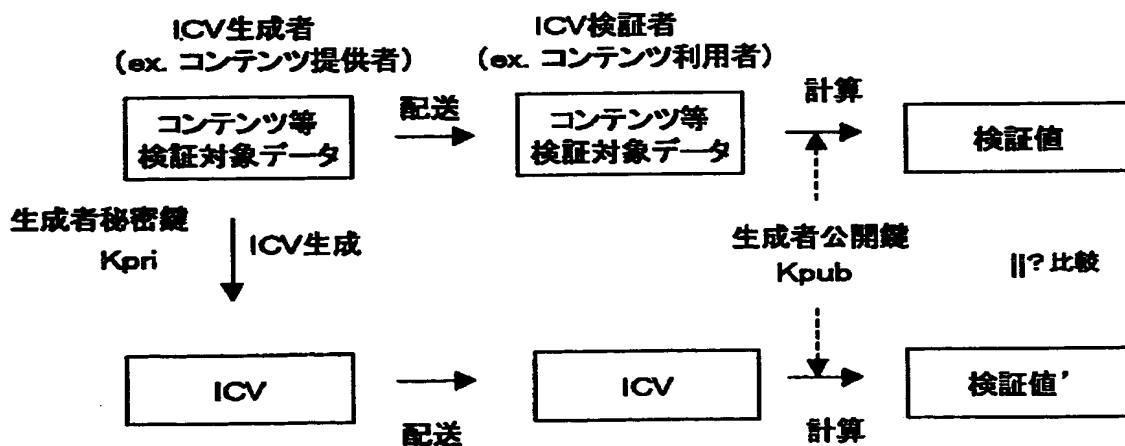 ICV生成者
(ex. コンテンツ提供者)
ICV検証者
(ex. コンテンツ利用者)
コンテンツ等
検証対象データ
配送
コンテンツ等
検証対象データ
計算
検証値
生成者秘密鍵
Kpri
ICV生成
生成者公開鍵
Kpub
||? 比較
ICV
配送
ICV
計算
検証値'